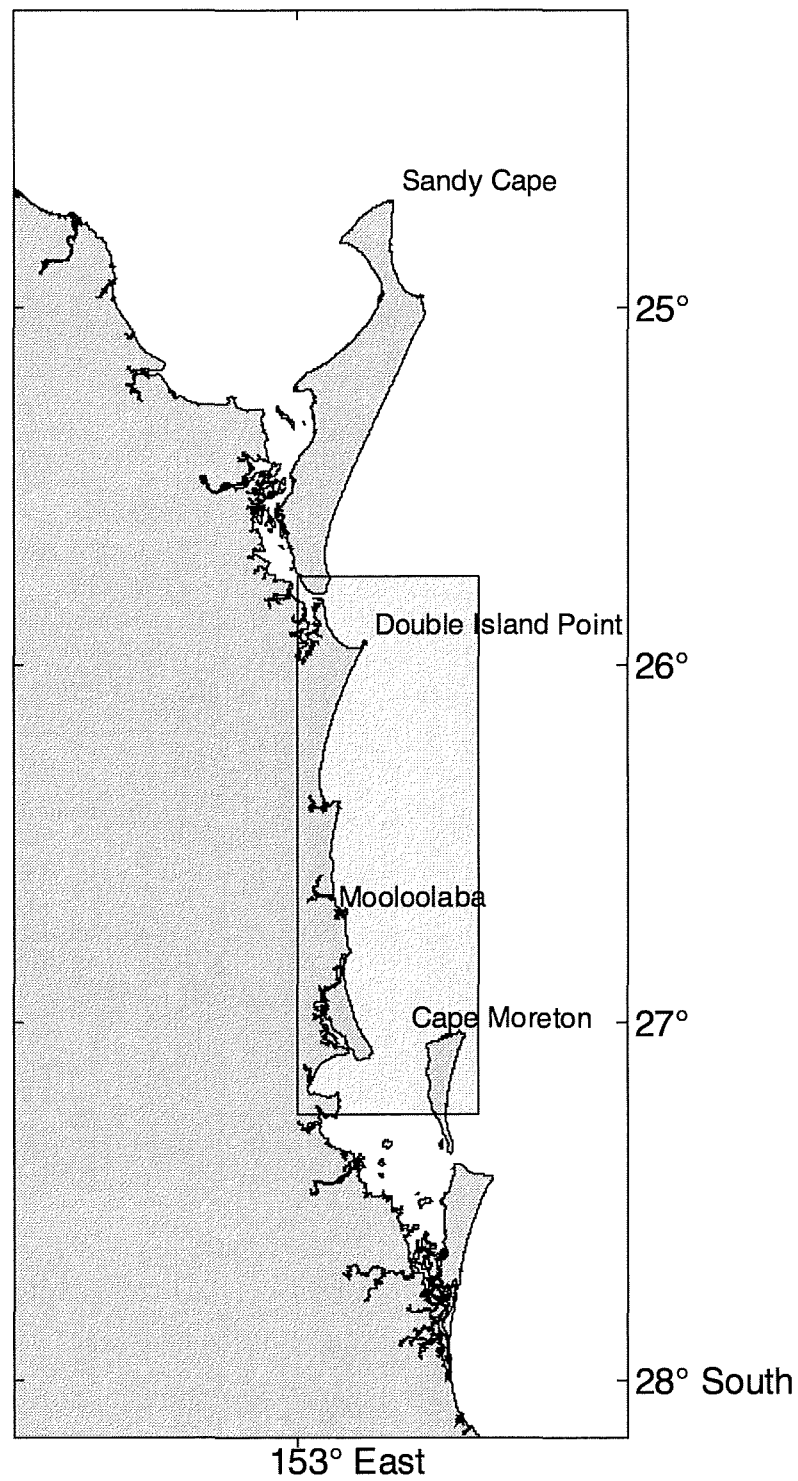 Sandy Cape
25°
Double Island Point
26°
Mooloolaba
Cape Moreton
27°
28° South
153° East